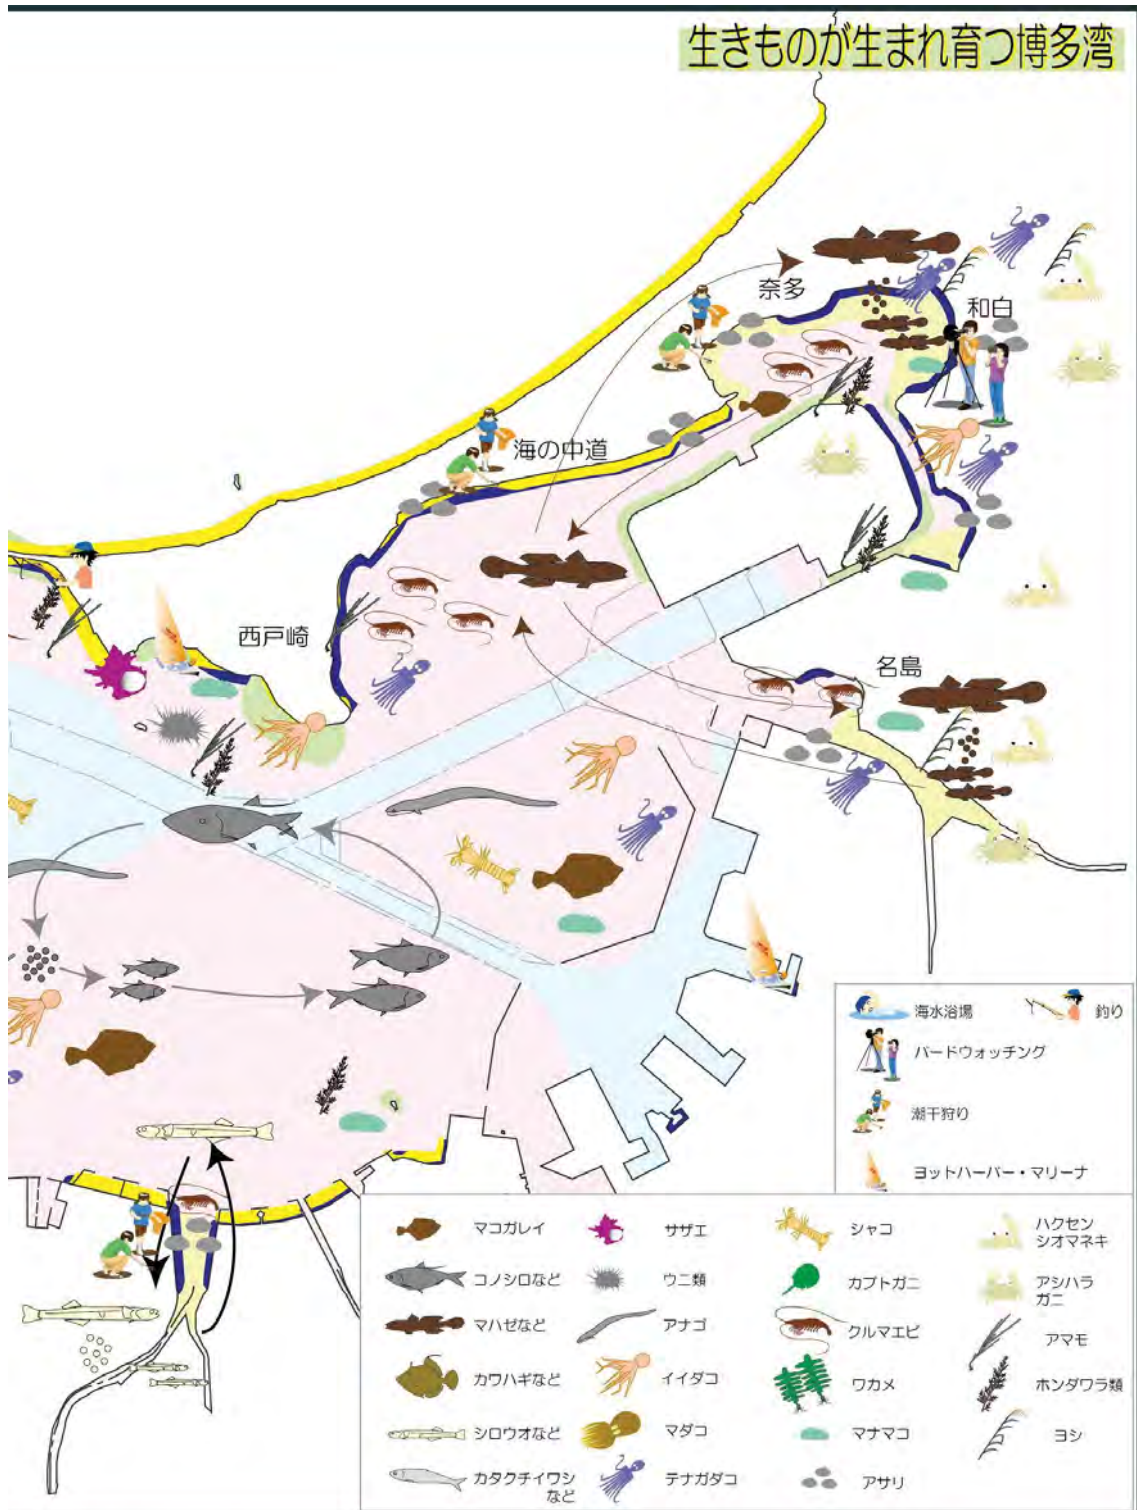 生きものが生まれ育つ博多湾
奈多
和白
海の中道
西戸崎
名島
海水浴場
釣り
バードウォッチング
潮干狩り
ヨットハーバー・マリーナ
マコガレイ
サザエ
シャコ
ハクセン
シオマネキ
コノシロなど
ウニ類
カブトガニ
アシハラ
ガニ
マハゼなど
アナゴ
クルマエビ
アマモ
カワハギなど
イイダコ
ワカメ
ホンダワラ類
シロウオなど
マダコ
マナマコ
ヨシ
カタクチイワシ
など
テナガダコ
アサリ